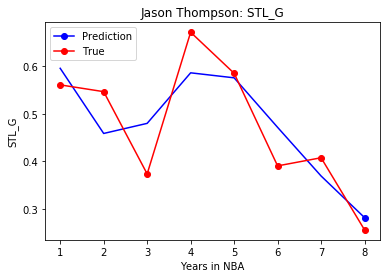 Jason Thompson: STL_G
Prediction
True
0.6
0.5
0.4
0.3
STL_G
1 2 3 4 5 6 7 8
Years in NBA